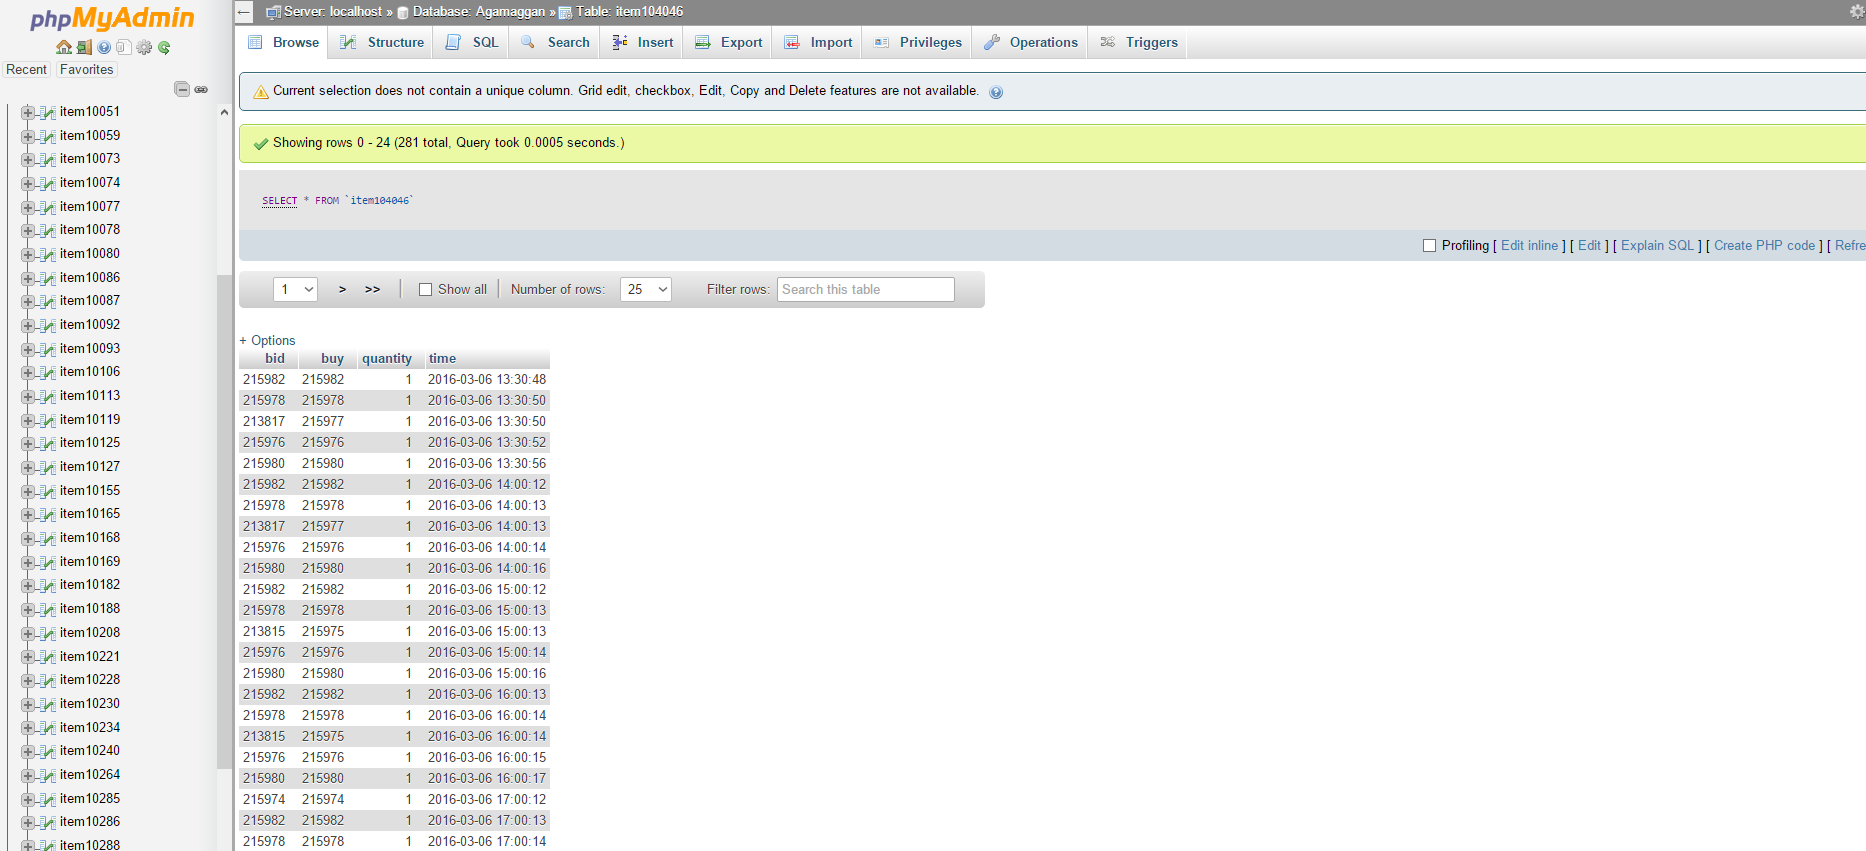 phpMyAdmin
Recent Favorites
item10051
item10059
item10073
item10074
item10077
item10078
item10080
item10086
item10087
item10092
item10093
item10106
item10113
item10119
item10125
item10127
item10155
item10165
item10168
item10169
item10182
item10188
item10208
item10221
item10228
item10230
item10234
item10240
item10264
item10285
item10286
item10288
Server: localhost » Database: Agamaggan » Table: item104046
Browse Structure SQL Search Insert Export Import Privileges Operations Triggers
Current selection does not contain a unique column. Grid edit, checkbox, Edit, Copy and Delete features are not available.
Showing rows 0 - 24 (281 total, Query took 0.0005 seconds.)
SELECT * FROM `item104046`
Profiling [ Edit inline ] [ Edit ] [ Explain SQL ] [ Create PHP code ] [ Refre
1 > >> Show all Number of rows: 25 Filter rows: Search this table
+ Options
bid buy quantity time
215982 215982 1 2016-03-06 13:30:48
215978 215978 1 2016-03-06 13:30:50
213817 215977 1 2016-03-06 13:30:50
215976 215976 1 2016-03-06 13:30:52
215980 215980 1 2016-03-06 13:30:56
215982 215982 1 2016-03-06 14:00:12
215978 215978 1 2016-03-06 14:00:13
213817 215977 1 2016-03-06 14:00:13
215976 215976 1 2016-03-06 14:00:14
215980 215980 1 2016-03-06 14:00:16
215982 215982 1 2016-03-06 15:00:12
215978 215978 1 2016-03-06 15:00:13
213815 215975 1 2016-03-06 15:00:13
215976 215976 1 2016-03-06 15:00:14
215980 215980 1 2016-03-06 15:00:16
215982 215982 1 2016-03-06 16:00:13
215978 215978 1 2016-03-06 16:00:14
213815 215975 1 2016-03-06 16:00:14
215976 215976 1 2016-03-06 16:00:15
215980 215980 1 2016-03-06 16:00:17
215974 215974 1 2016-03-06 17:00:12
215982 215982 1 2016-03-06 17:00:13
215978 215978 1 2016-03-06 17:00:14